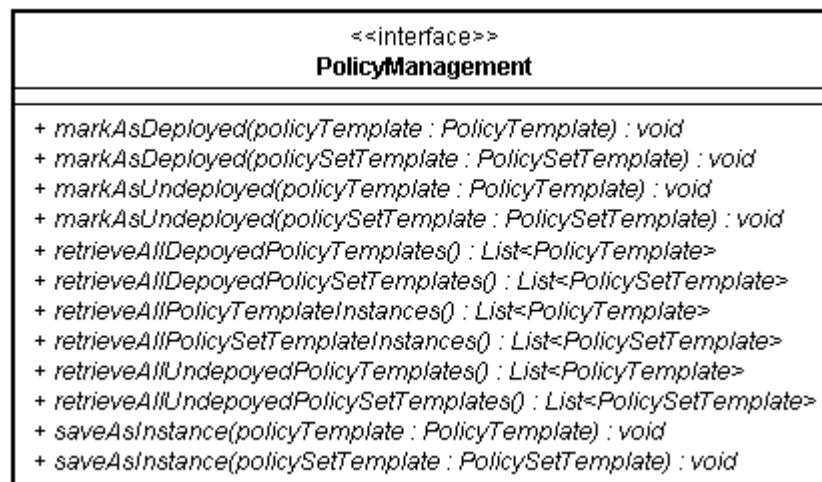 <<interface>>
PolicyManagement
+ markAsDeployed(policyTemplate : PolicyTemplate) : void
+ markAsDeployed(policySetTemplate : PolicySetTemplate) : void
+ markAsUndeployed(policyTemplate : PolicyTemplate) : void
+ markAsUndeployed(policySetTemplate : PolicySetTemplate) : void
+ retrieveAllDepoyedPolicyTemplates() : List<PolicyTemplate>
+ retrieveAllDepoyedPolicySetTemplates() : List<PolicySetTemplate>
+ retrieveAllPolicyTemplateInstances() : List<PolicyTemplate>
+ retrieveAllPolicySetTemplateInstances() : List<PolicySetTemplate>
+ retrieveAllUndepoyedPolicyTemplates() : List<PolicyTemplate>
+ retrieveAllUndepoyedPolicySetTemplates() : List<PolicySetTemplate>
+ saveAsInstance(policyTemplate : PolicyTemplate) : void
+ saveAsInstance(policySetTemplate : PolicySetTemplate) : void